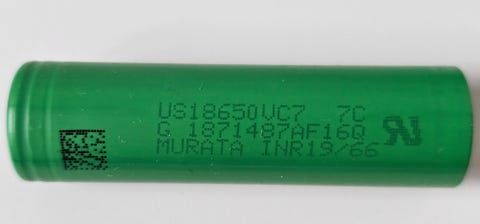 US18650VC7 7C
G 1871487AF16Q
MURATA INR19/66